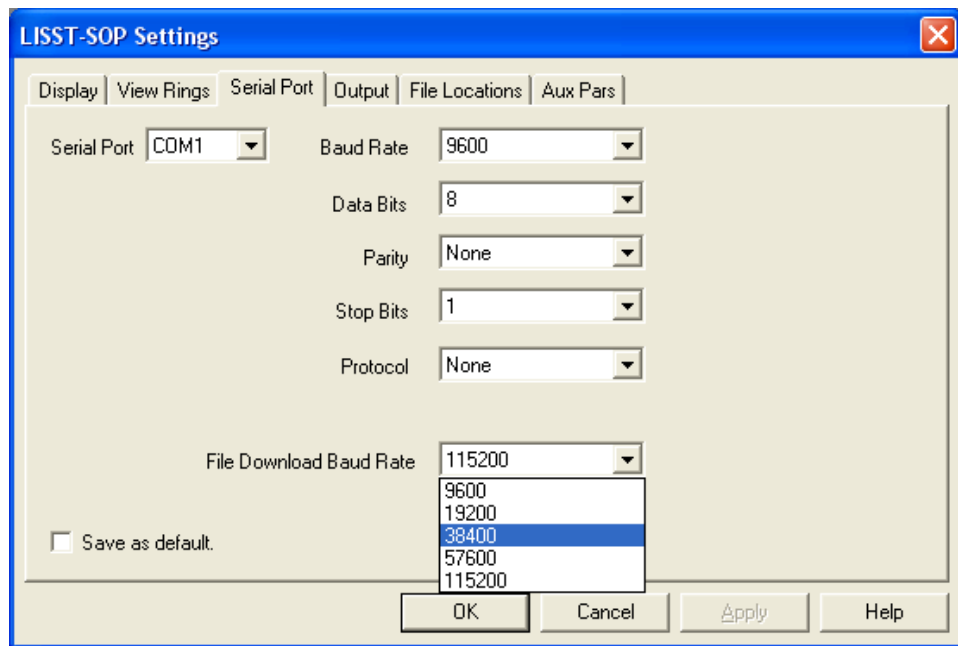 LISST-SOP Settings
Display View Rings Serial Port Output File Locations Aux Pars
Serial Port COM1 Baud Rate 9600
Data Bits 8
Parity None
Stop Bits 1
Protocol None
File Download Baud Rate 115200
9600
19200
38400
57600
115200
Save as default.
OK Cancel Apply Help